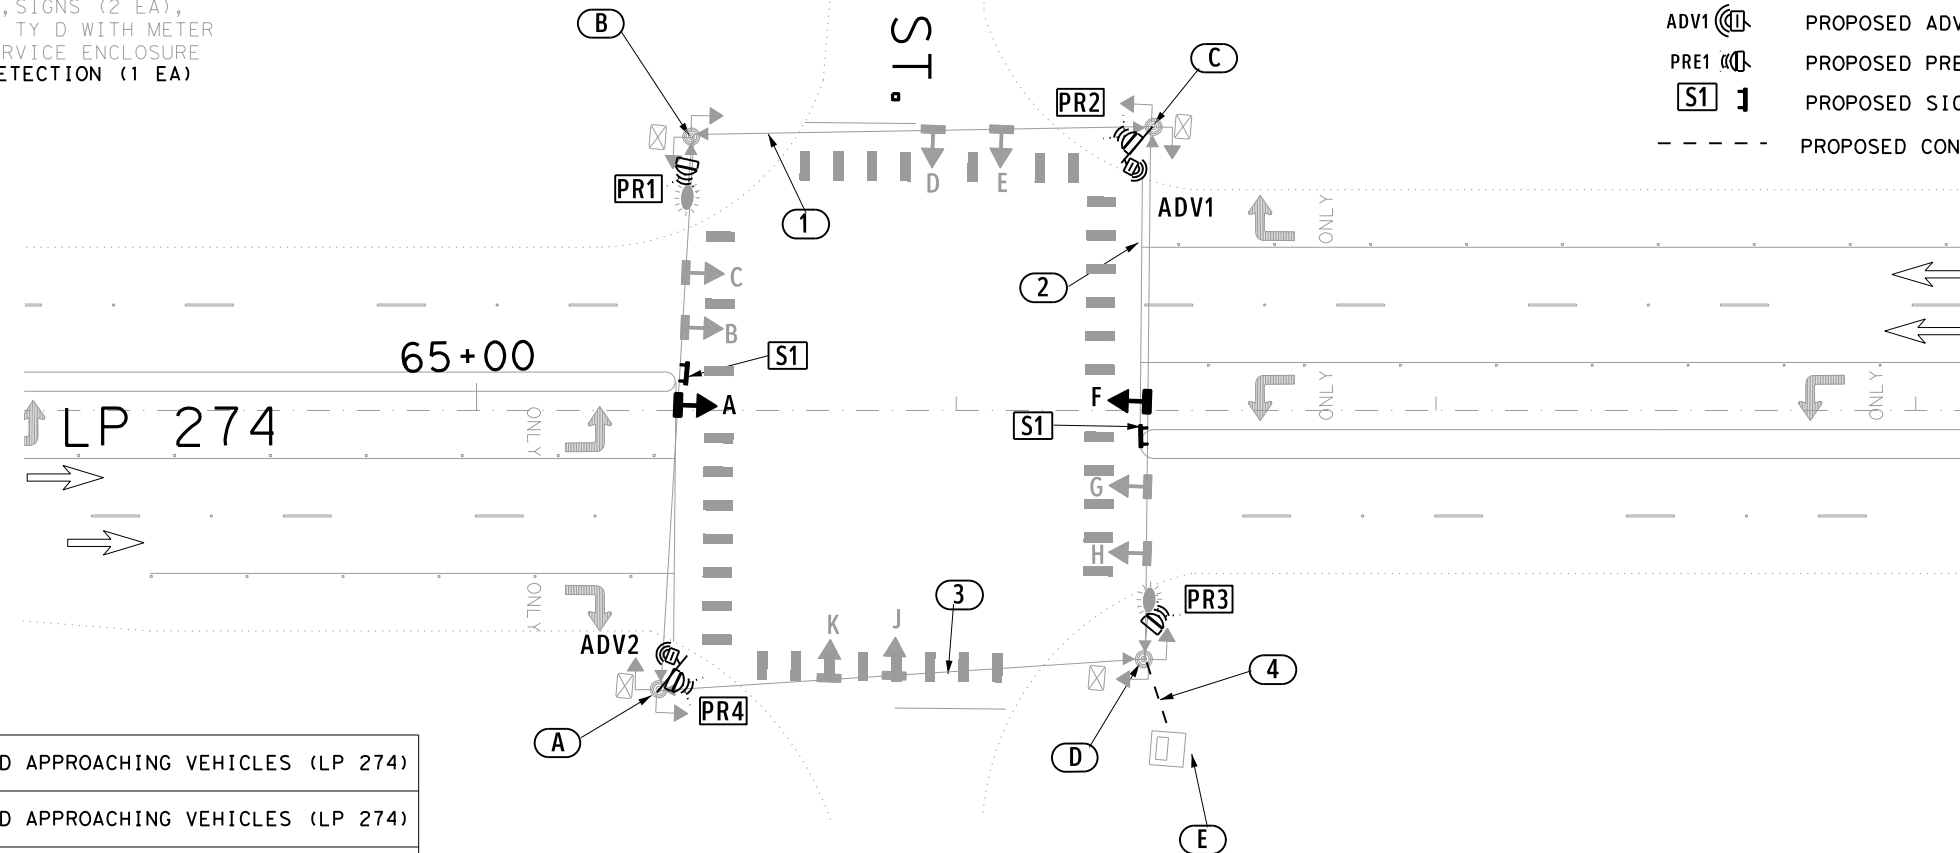 , SIGNS (2 EA),
TY D WITH METER
RVICE ENCLOSURE
ETECTION (1 EA)
B
ST.
C
ADV1
PROPOSED ADV
PRE1
PROPOSED PRE
S1
PROPOSED SIG
PROPOSED CON
PR2
PR1
1
D
E
ADV1
ONLY
C
2
B
65+00
S1
A
F
S1
ONLY
ONLY
ONLY
LP 274
G
H
3
K
J
PR3
ONLY
ADV2
4
PR4
A
D
E
D APPROACHING VEHICLES (LP 274)
D APPROACHING VEHICLES (LP 274)